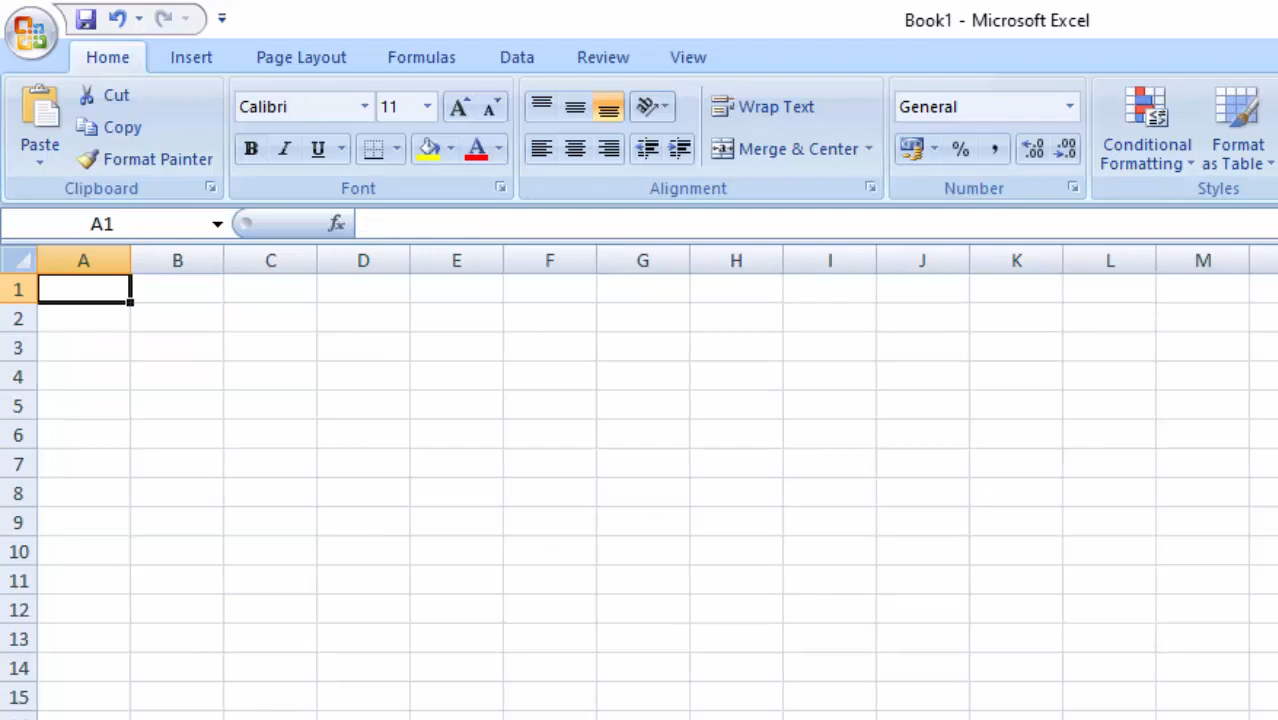 Book1 - Microsoft Excel
Home Insert Page Layout Formulas Data Review View
Paste Cut Copy Format Painter
Clipboard
Calibri 11
B I U A
Font
Wrap Text
Merge & Center
Alignment
General
% , .00 .00
Number
Conditional Formatting Format as Table
Styles
A1 fx
A B C D E F G H I J K L M
1
2
3
4
5
6
7
8
9
10
11
12
13
14
15